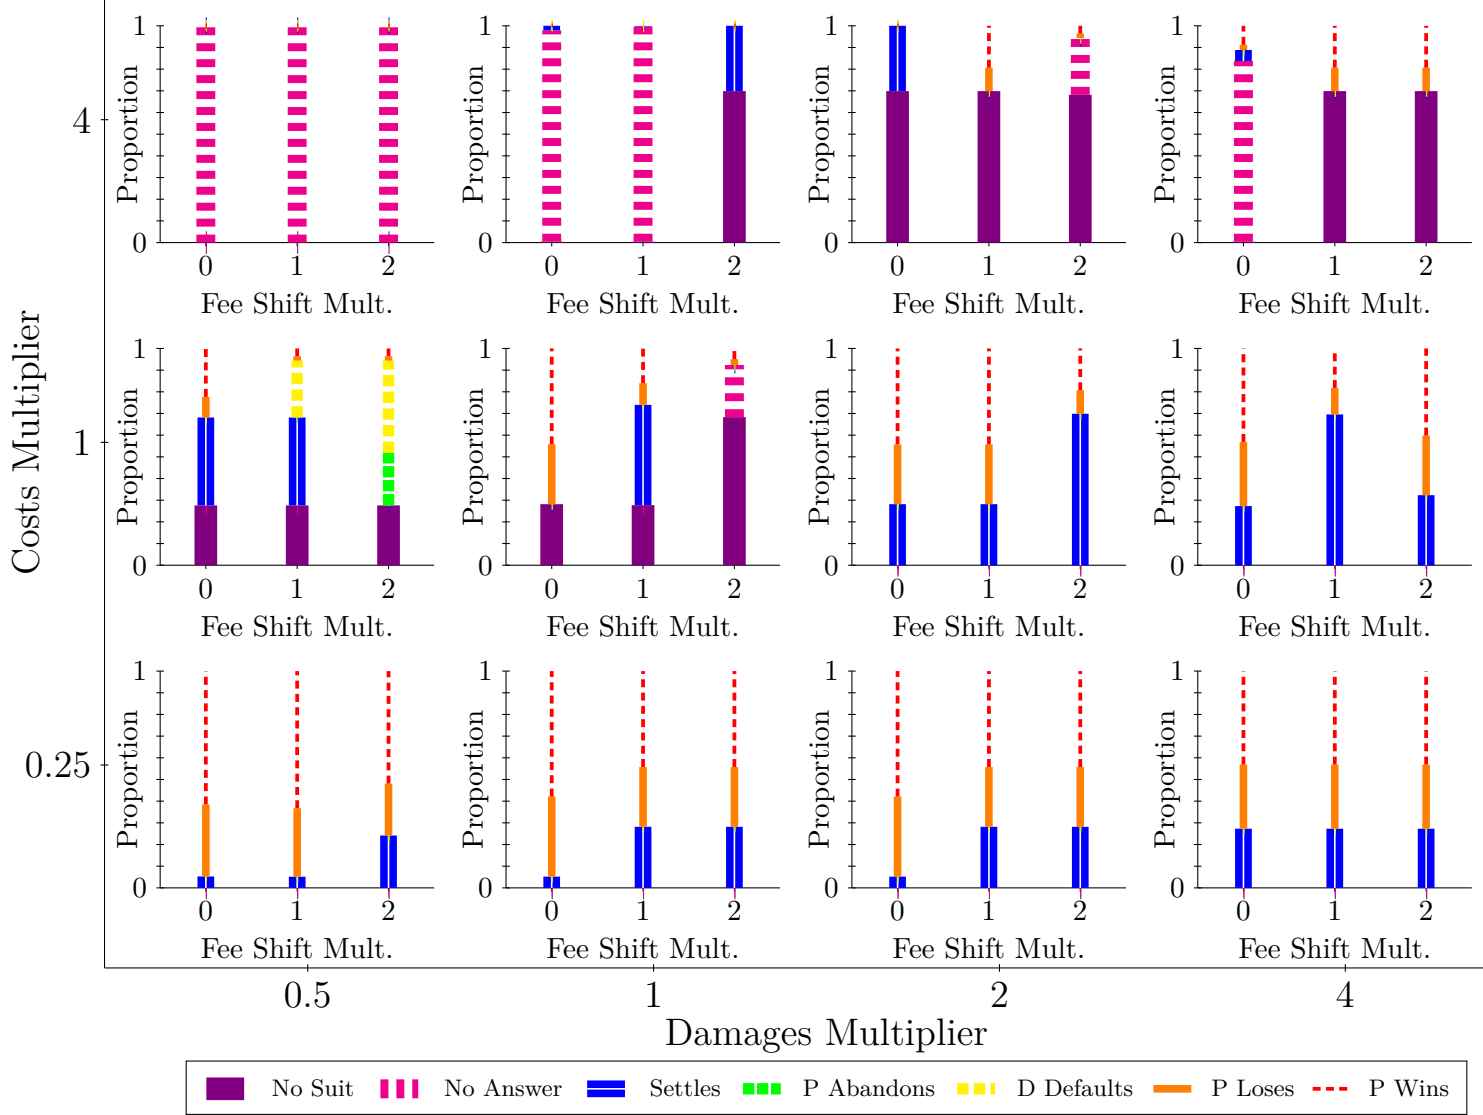 1 1 1 1
Proportion Proportion Proportion Proportion
4
0 0 0 0
0 1 2 0 1 2 0 1 2 0 1 2
Fee Shift Mult. Fee Shift Mult. Fee Shift Mult. Fee Shift Mult.
Costs Multiplier
1 1 1 1
Proportion Proportion Proportion Proportion
1
0 0 0 0
0 1 2 0 1 2 0 1 2 0 1 2
Fee Shift Mult. Fee Shift Mult. Fee Shift Mult. Fee Shift Mult.
1 1 1 1
Proportion Proportion Proportion Proportion
0.25
0 0 0 0
0 1 2 0 1 2 0 1 2 0 1 2
Fee Shift Mult. Fee Shift Mult. Fee Shift Mult. Fee Shift Mult.
0.5 1 2 4
Damages Multiplier
No Suit No Answer Settles P Abandons D Defaults P Loses P Wins